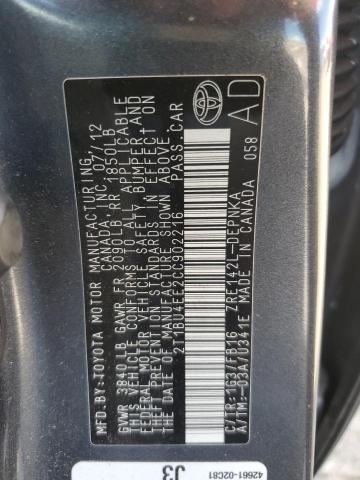 MFD.BY:TOYOTA MOTOR MANUFACTURING
CANADA, INC. 07/12
GVWR 3840LB GAWR FR 2090LB RR 1850LB
THIS VEHICLE CONFORMS TO ALL APPLICABLE
FEDERAL MOTOR VEHICLE SAFETY, BUMPER, AND
THEFT PREVENTION STANDARDS IN EFFECT ON
THE DATE OF MANUFACTURE SHOWN ABOVE.
2T1BU4EE2CC902216 PASS.CAR
C/TR:1G3/FB16 ZRE142L-DEPNKA
A/TM:-03A/U341E MADE IN CANADA
058
AD
42661-02C81
J3